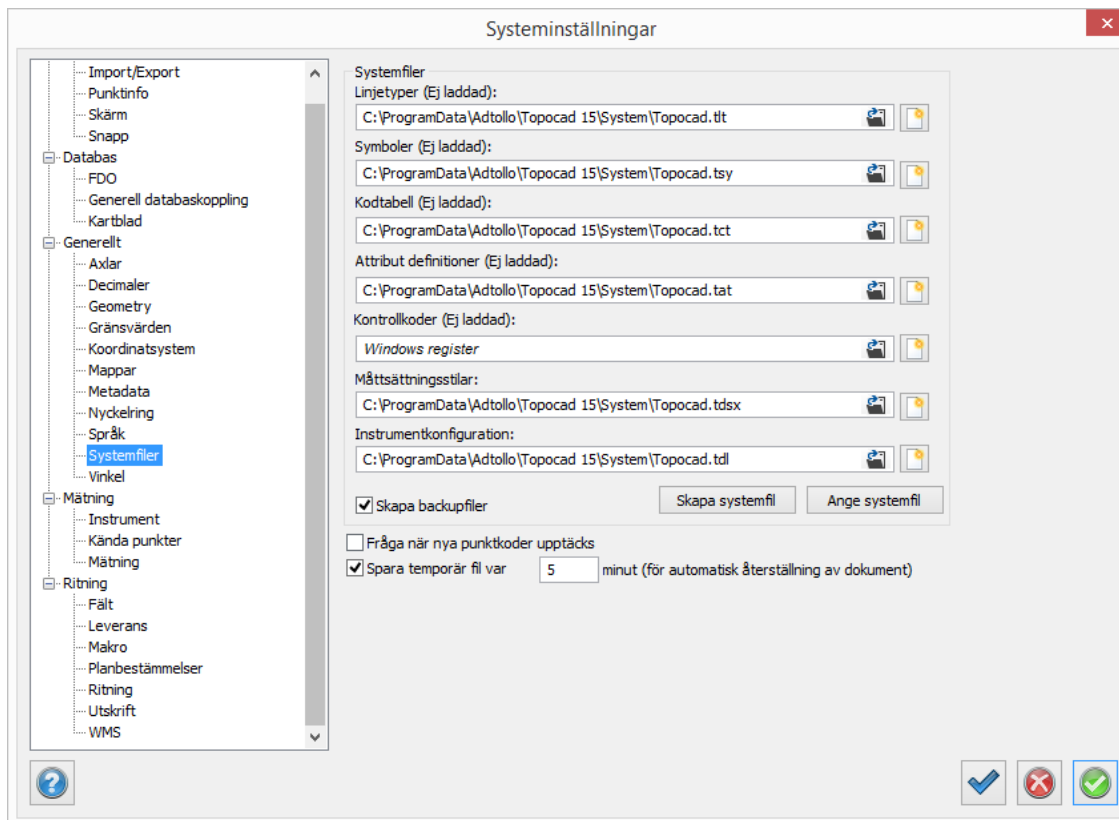 Systeminställningar
Import/Export
Punktinfo
Skärm
Snapp
Databas
FDO
Generell databaskoppling
Kartblad
Generellt
Axlar
Decimaler
Geometry
Gränsvärden
Koordinatsystem
Mappar
Metadata
Nyckelring
Språk
Systemfiler
Vinkel
Mätning
Instrument
Kända punkter
Mätning
Ritning
Fält
Leverans
Makro
Planbestämmelser
Ritning
Utskrift
WMS
Systemfiler
Linjetyper (Ej laddad):
C:\ProgramData\Adtollo\Topocad 15\System\Topocad.tlt
Symboler (Ej laddad):
C:\ProgramData\Adtollo\Topocad 15\System\Topocad.tsy
Kodtabell (Ej laddad):
C:\ProgramData\Adtollo\Topocad 15\System\Topocad.tct
Attribut definitioner (Ej laddad):
C:\ProgramData\Adtollo\Topocad 15\System\Topocad.tat
Kontrollkoder (Ej laddad):
Windows register
Måttsättningsstilar:
C:\ProgramData\Adtollo\Topocad 15\System\Topocad.tdsx
Instrumentkonfiguration:
C:\ProgramData\Adtollo\Topocad 15\System\Topocad.tdl
Skapa backupfiler
Skapa systemfil
Ange systemfil
Fråga när nya punktkoder upptäcks
Spara temporär fil var 5 minut (för automatisk återställning av dokument)